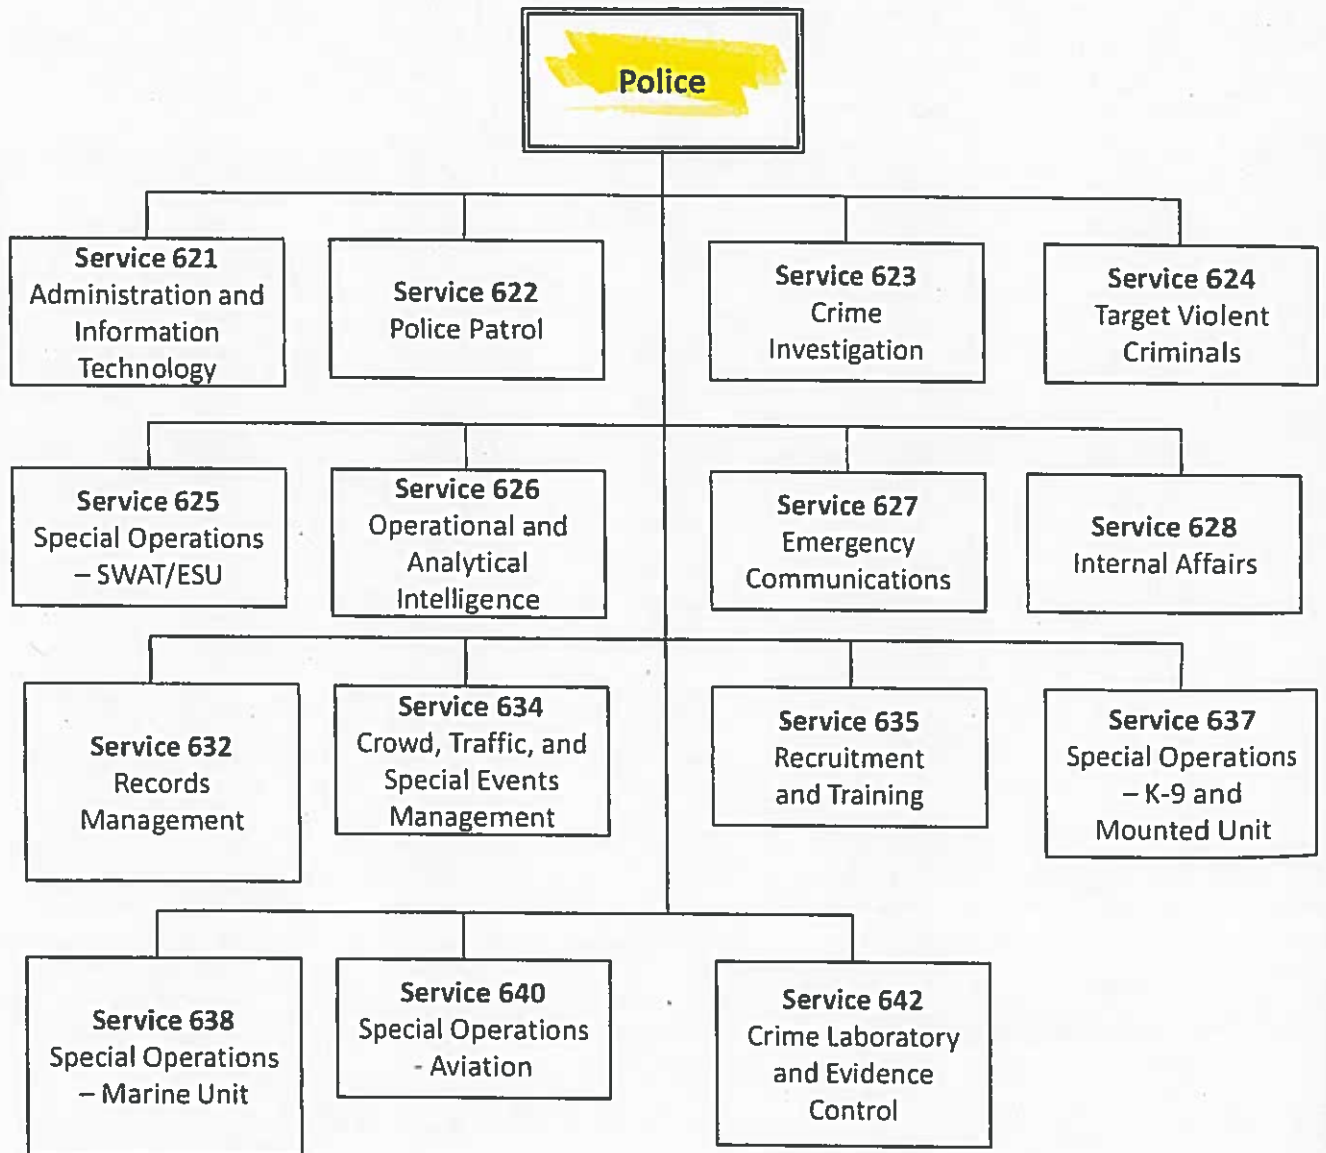 Police
Service 621
Administration and
Information
Technology
Service 622
Police Patrol
Service 623
Crime
Investigation
Service 624
Target Violent
Criminals
Service 625
Special Operations
– SWAT/ESU
Service 626
Operational and
Analytical
Intelligence
Service 627
Emergency
Communications
Service 628
Internal Affairs
Service 632
Records
Management
Service 634
Crowd, Traffic, and
Special Events
Management
Service 635
Recruitment
and Training
Service 637
Special Operations
– K-9 and
Mounted Unit
Service 638
Special Operations
– Marine Unit
Service 640
Special Operations
- Aviation
Service 642
Crime Laboratory
and Evidence
Control